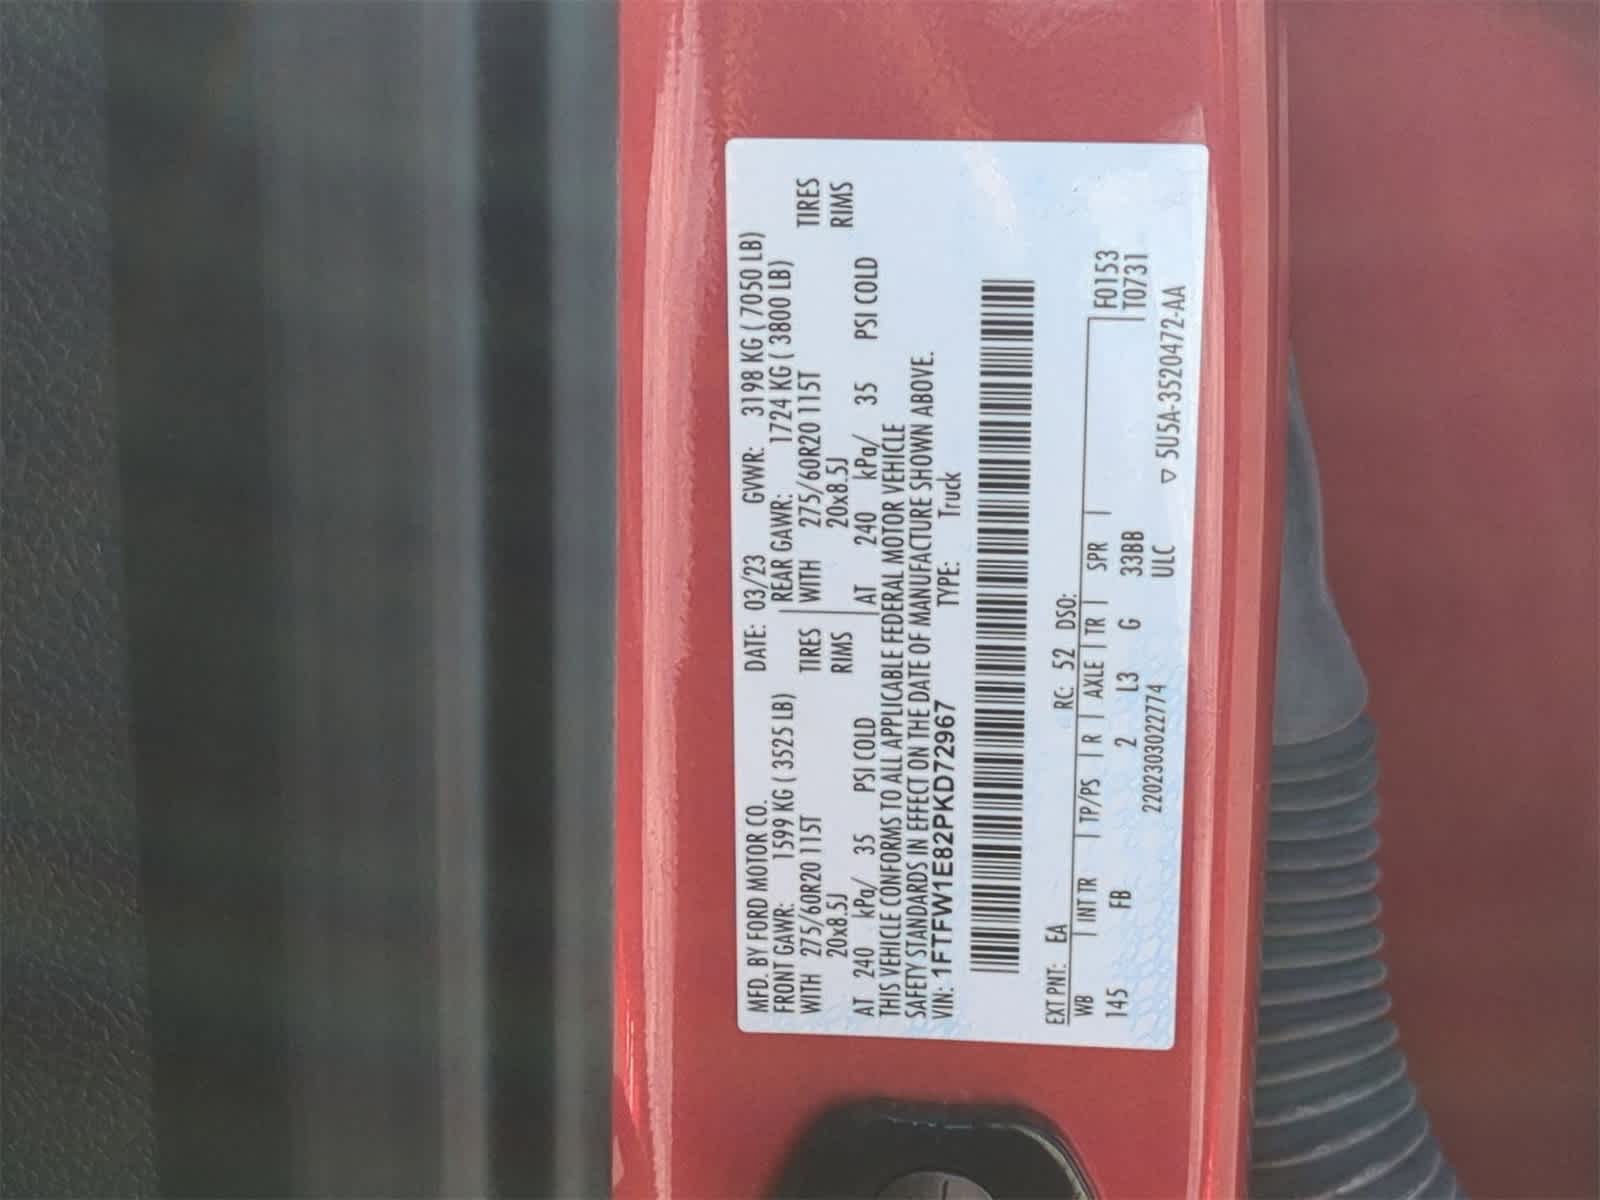 MFD. BY FORD MOTOR CO. DATE: 03/23 GVWR: 3198 KG ( 7050 LB)
FRONT GAWR: 1599 KG ( 3525 LB) REAR GAWR: 1724 KG ( 3800 LB)
WITH 275/60R20 115T TIRES WITH 275/60R20 115T TIRES
20x8.5J RIMS 20x8.5J RIMS
AT 240 kPa/ 35 PSI COLD AT 240 kPa/ 35 PSI COLD
THIS VEHICLE CONFORMS TO ALL APPLICABLE FEDERAL MOTOR VEHICLE
SAFETY STANDARDS IN EFFECT ON THE DATE OF MANUFACTURE SHOWN ABOVE.
VIN: 1FTFW1E82PKD72967 TYPE: Truck
EXT PNT: EA RC: 52 DSO:
WB INT TR TP/PS R AXLE TR SPR F0153
145 FB 2 L3 G 33BB T0731
220230302774 ULC ▽ 5U5A-3520472-AA